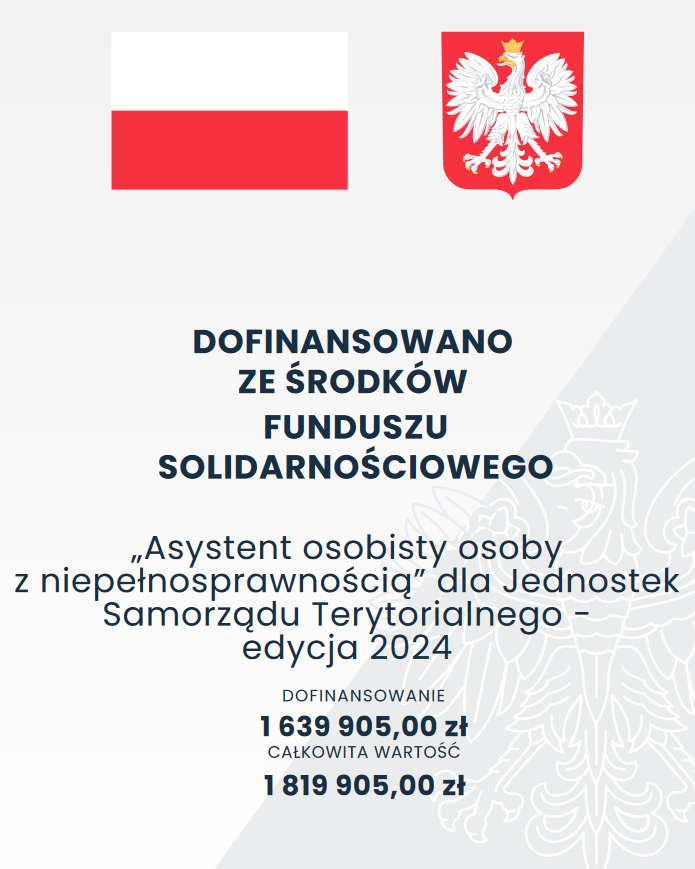 DOFINANSOWANO
ZE ŚRODKÓW
FUNDUSZU
SOLIDARNOŚCIOWEGO
„Asystent osobisty osoby
z niepełnosprawnością” dla Jednostek
Samorządu Terytorialnego -
edycja 2024
DOFINANSOWANIE
1 639 905,00 zł
CAŁKOWITA WARTOŚĆ
1 819 905,00 zł